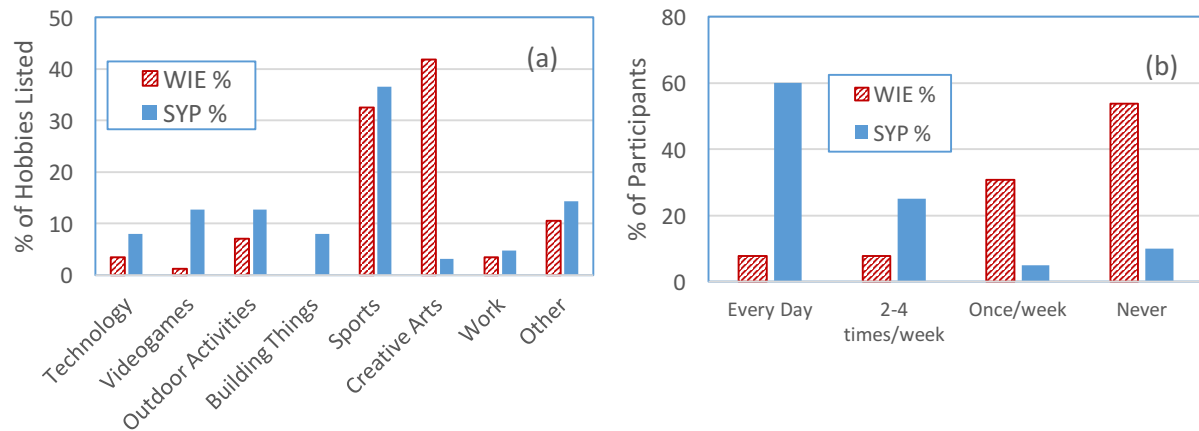 % of Hobbies Listed
50
40
30
20
10
0
WIE %
SYP %
(a)
Technology
Videogames
Outdoor Activities
Building Things
Sports
Creative Arts
Work
Other
% of Participants
80
60
40
20
0
(b)
WIE %
SYP %
Every Day
2-4
times/week
Once/week
Never